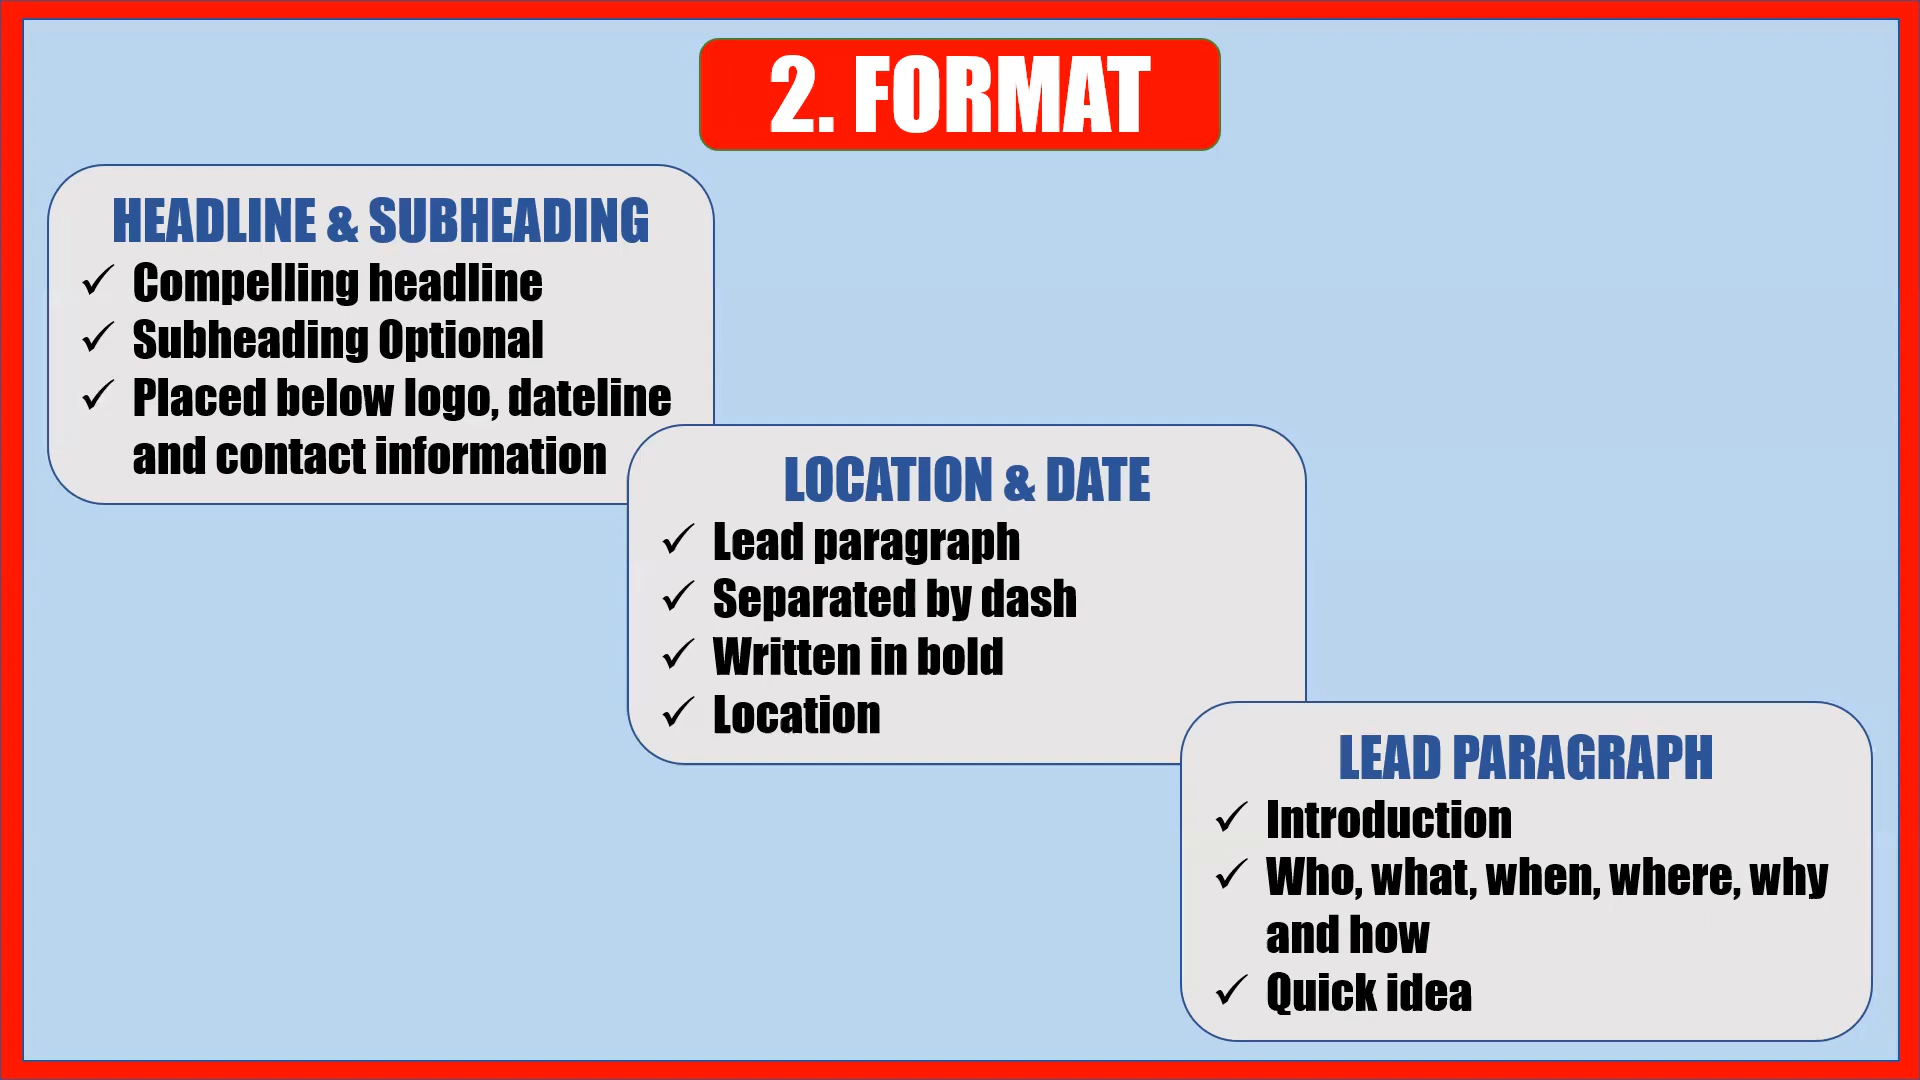 2. FORMAT
HEADLINE & SUBHEADING
✓ Compelling headline
✓ Subheading Optional
✓ Placed below logo, dateline
and contact information
LOCATION & DATE
✓ Lead paragraph
✓ Separated by dash
✓ Written in bold
✓ Location
LEAD PARAGRAPH
✓ Introduction
✓ Who, what, when, where, why
and how
✓ Quick idea